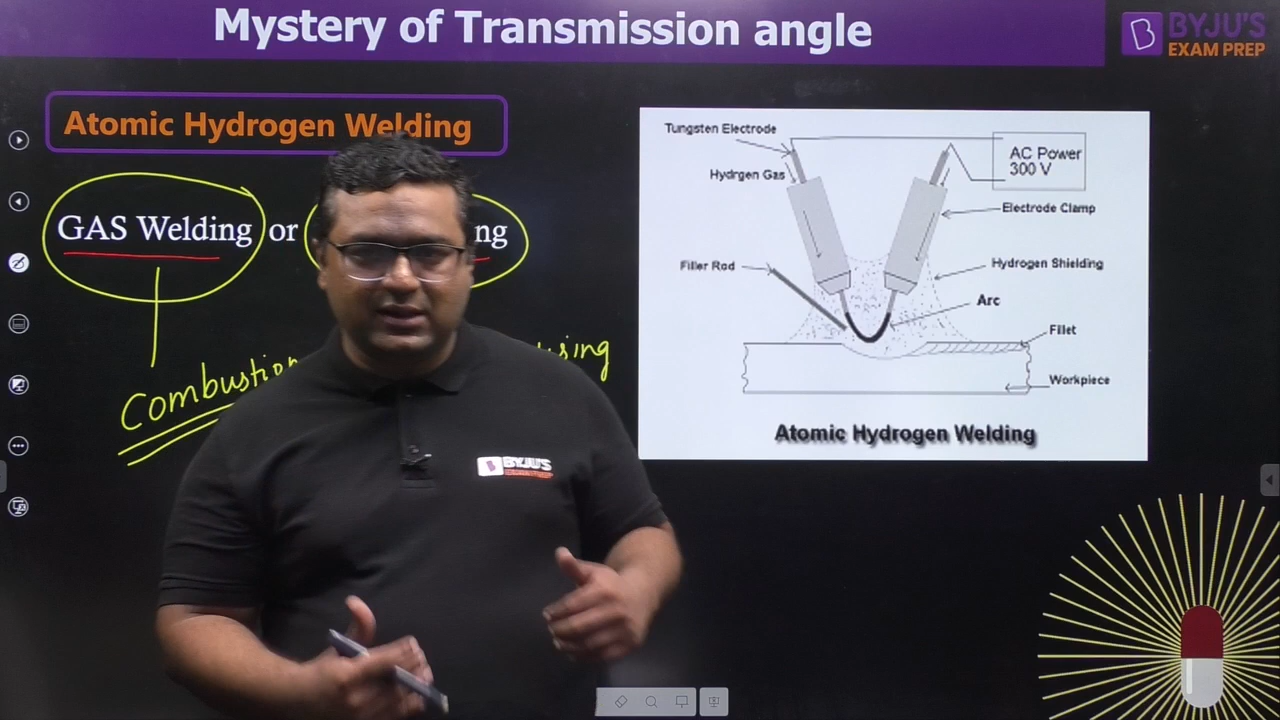 Mystery of Transmission angle
BYJU'S
EXAM PREP
Atomic Hydrogen Welding
GAS Welding or
ng
Combustion
using
BYJU'S
Tungsten Electrode
Hydrgen Gas
AC Power
300 V
Electrode Clamp
Filler Rod
Hydrogen Shielding
Arc
Fillet
Workpiece
Atomic Hydrogen Welding